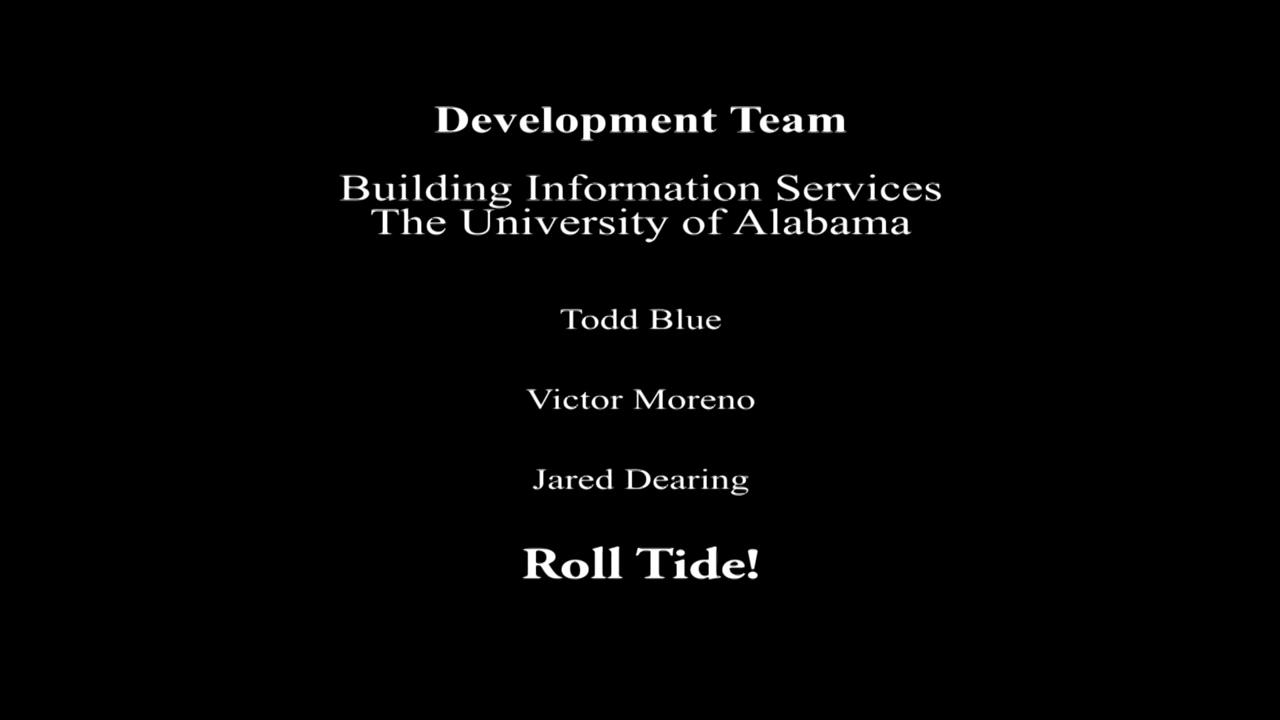 Development Team
Building Information Services
The University of Alabama
Todd Blue
Victor Moreno
Jared Dearing
Roll Tide!